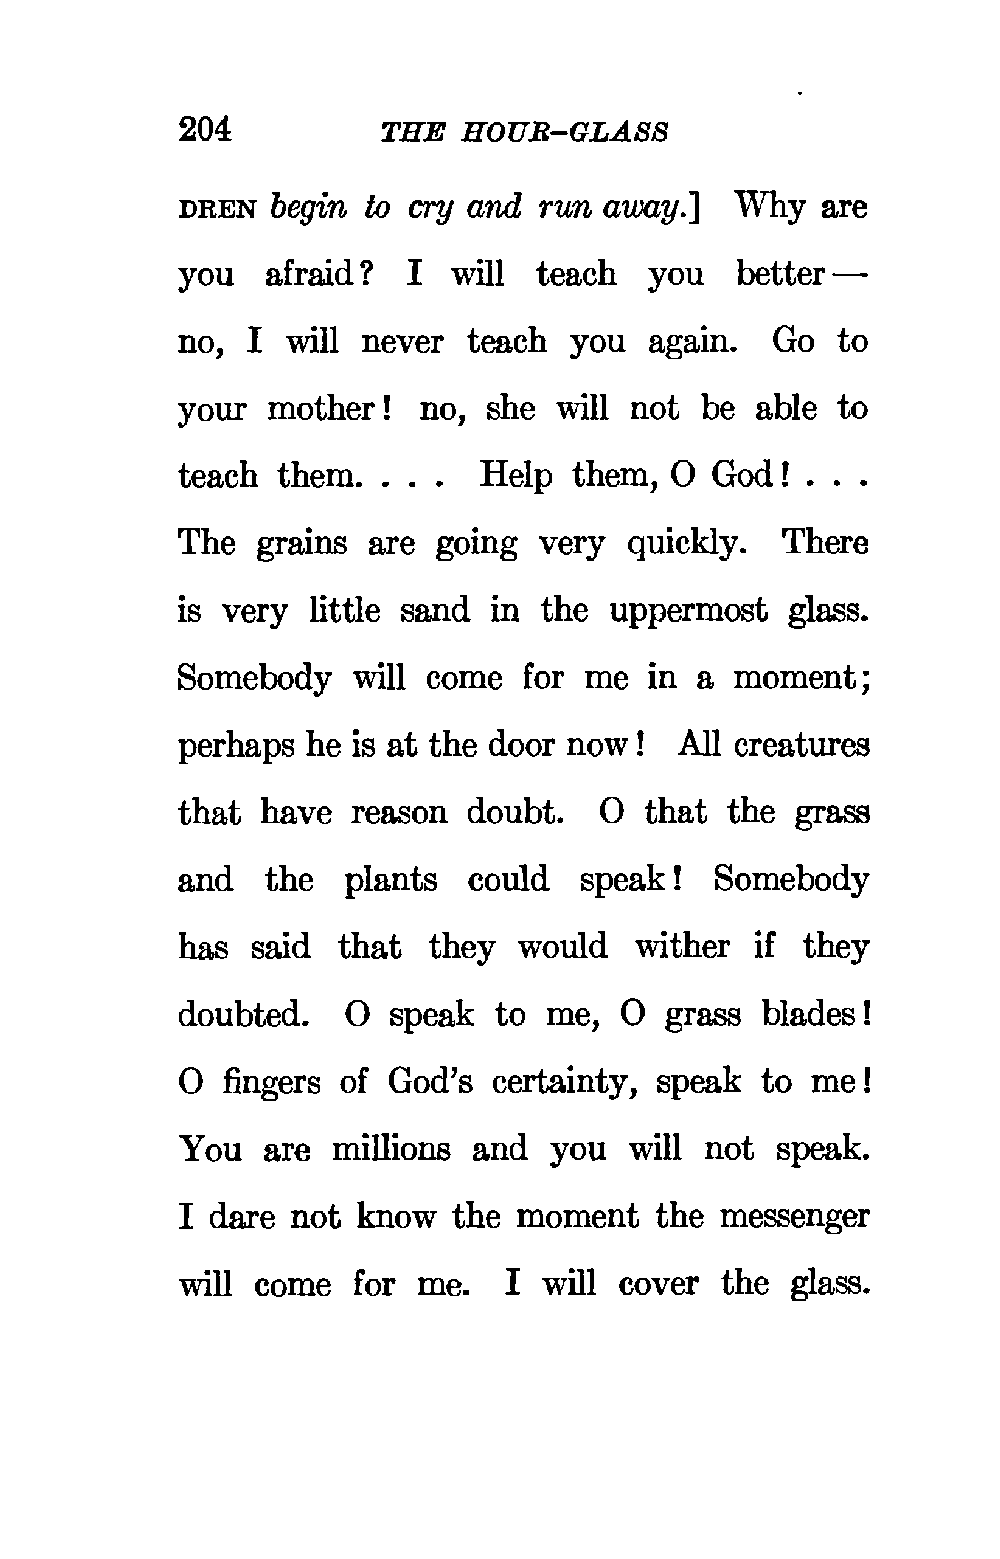 204 THE HOUR-GLASS
DREN begin to cry and run away.] Why are
you afraid? I will teach you better—
no, I will never teach you again. Go to
your mother! no, she will not be able to
teach them. . . . Help them, O God! . . .
The grains are going very quickly. There
is very little sand in the uppermost glass.
Somebody will come for me in a moment;
perhaps he is at the door now! All creatures
that have reason doubt. O that the grass
and the plants could speak! Somebody
has said that they would wither if they
doubted. O speak to me, O grass blades!
O fingers of God's certainty, speak to me!
You are millions and you will not speak.
I dare not know the moment the messenger
will come for me. I will cover the glass.